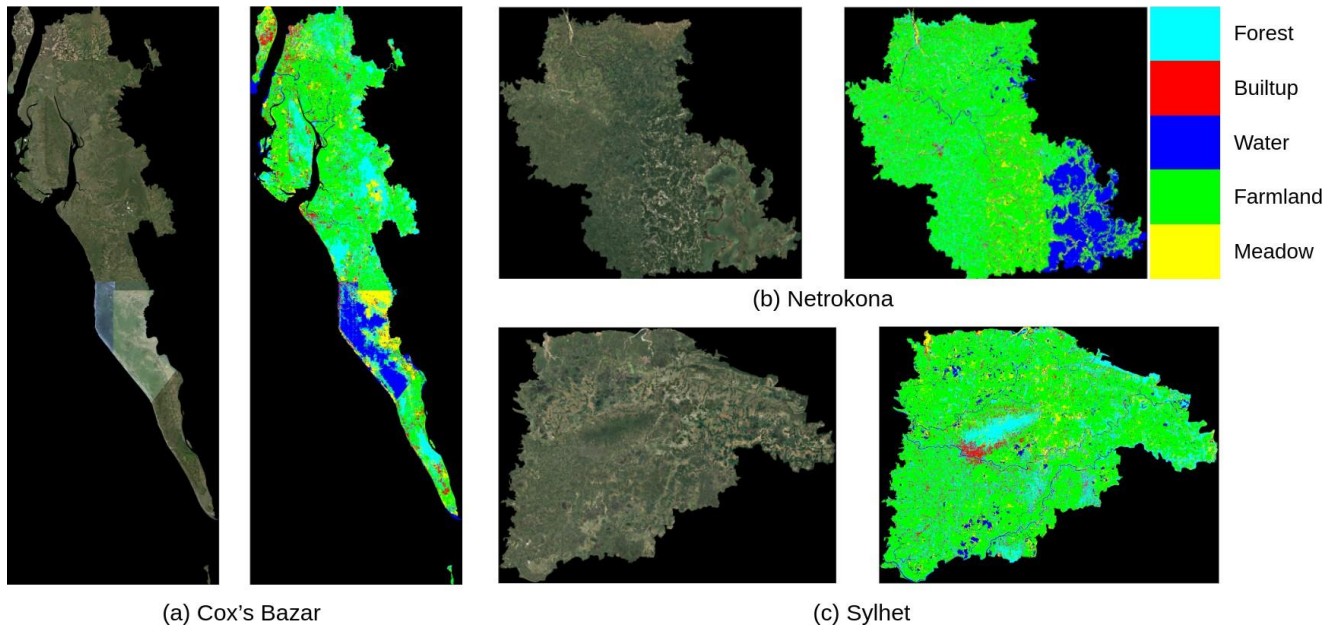 Forest
Builtup
Water
Farmland
Meadow
(b) Netrokona
(a) Cox's Bazar
(c) Sylhet